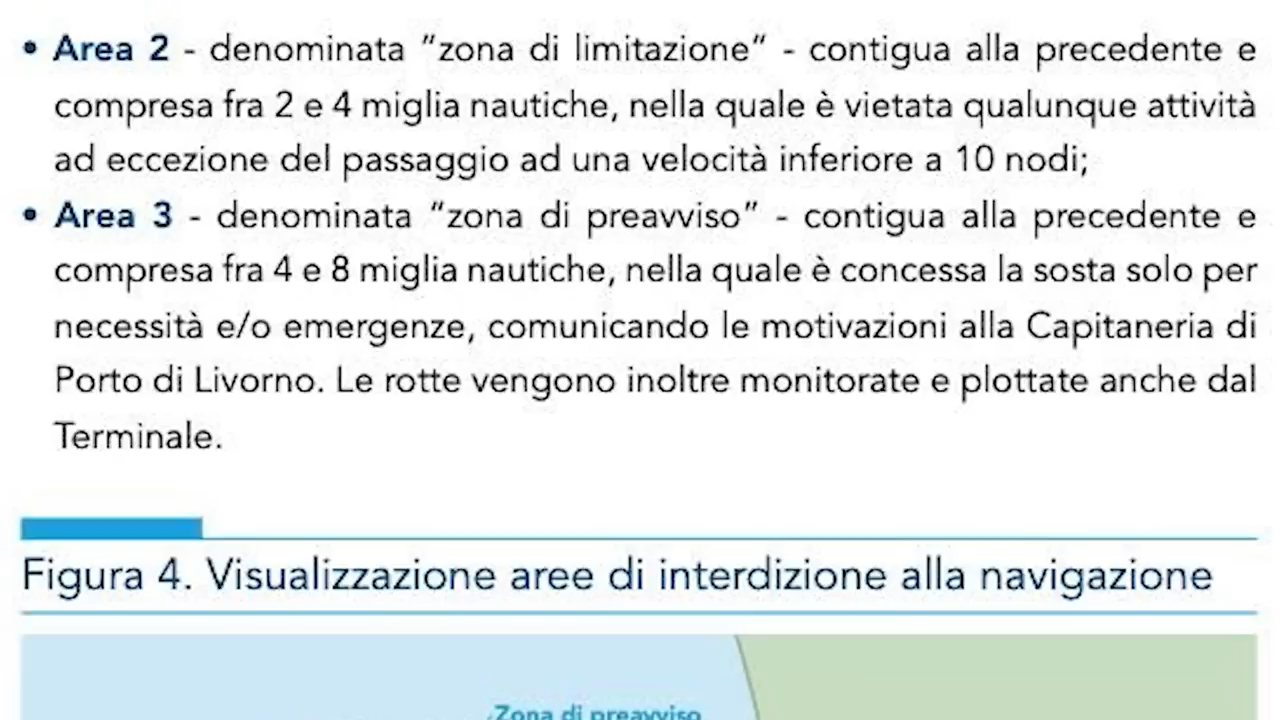 • Area 2 - denominata "zona di limitazione" - contigua alla precedente e
compresa fra 2 e 4 miglia nautiche, nella quale è vietata qualunque attività
ad eccezione del passaggio ad una velocità inferiore a 10 nodi;
• Area 3 - denominata "zona di preavviso" - contigua alla precedente e
compresa fra 4 e 8 miglia nautiche, nella quale è concessa la sosta solo per
necessità e/o emergenze, comunicando le motivazioni alla Capitaneria di
Porto di Livorno. Le rotte vengono inoltre monitorate e plottate anche dal
Terminale.
Figura 4. Visualizzazione aree di interdizione alla navigazione
Zona di preavviso